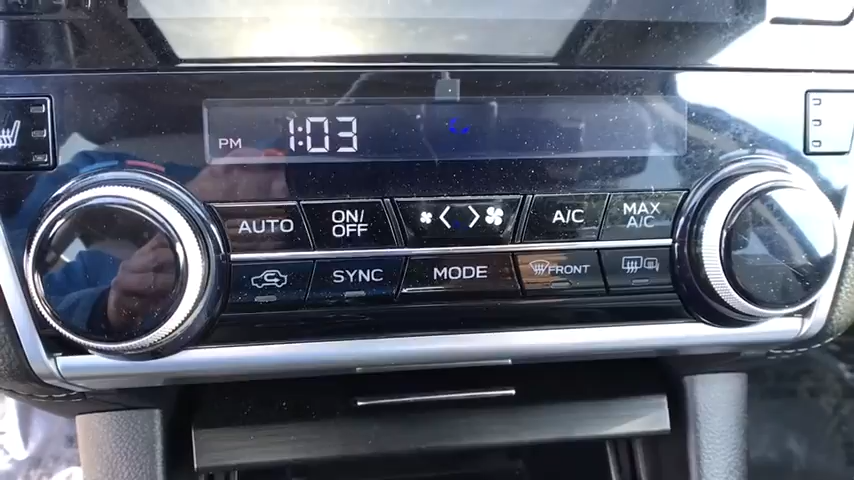 PM 1:03
AUTO ON/OFF A/C MAX A/C
SYNC MODE FRONT